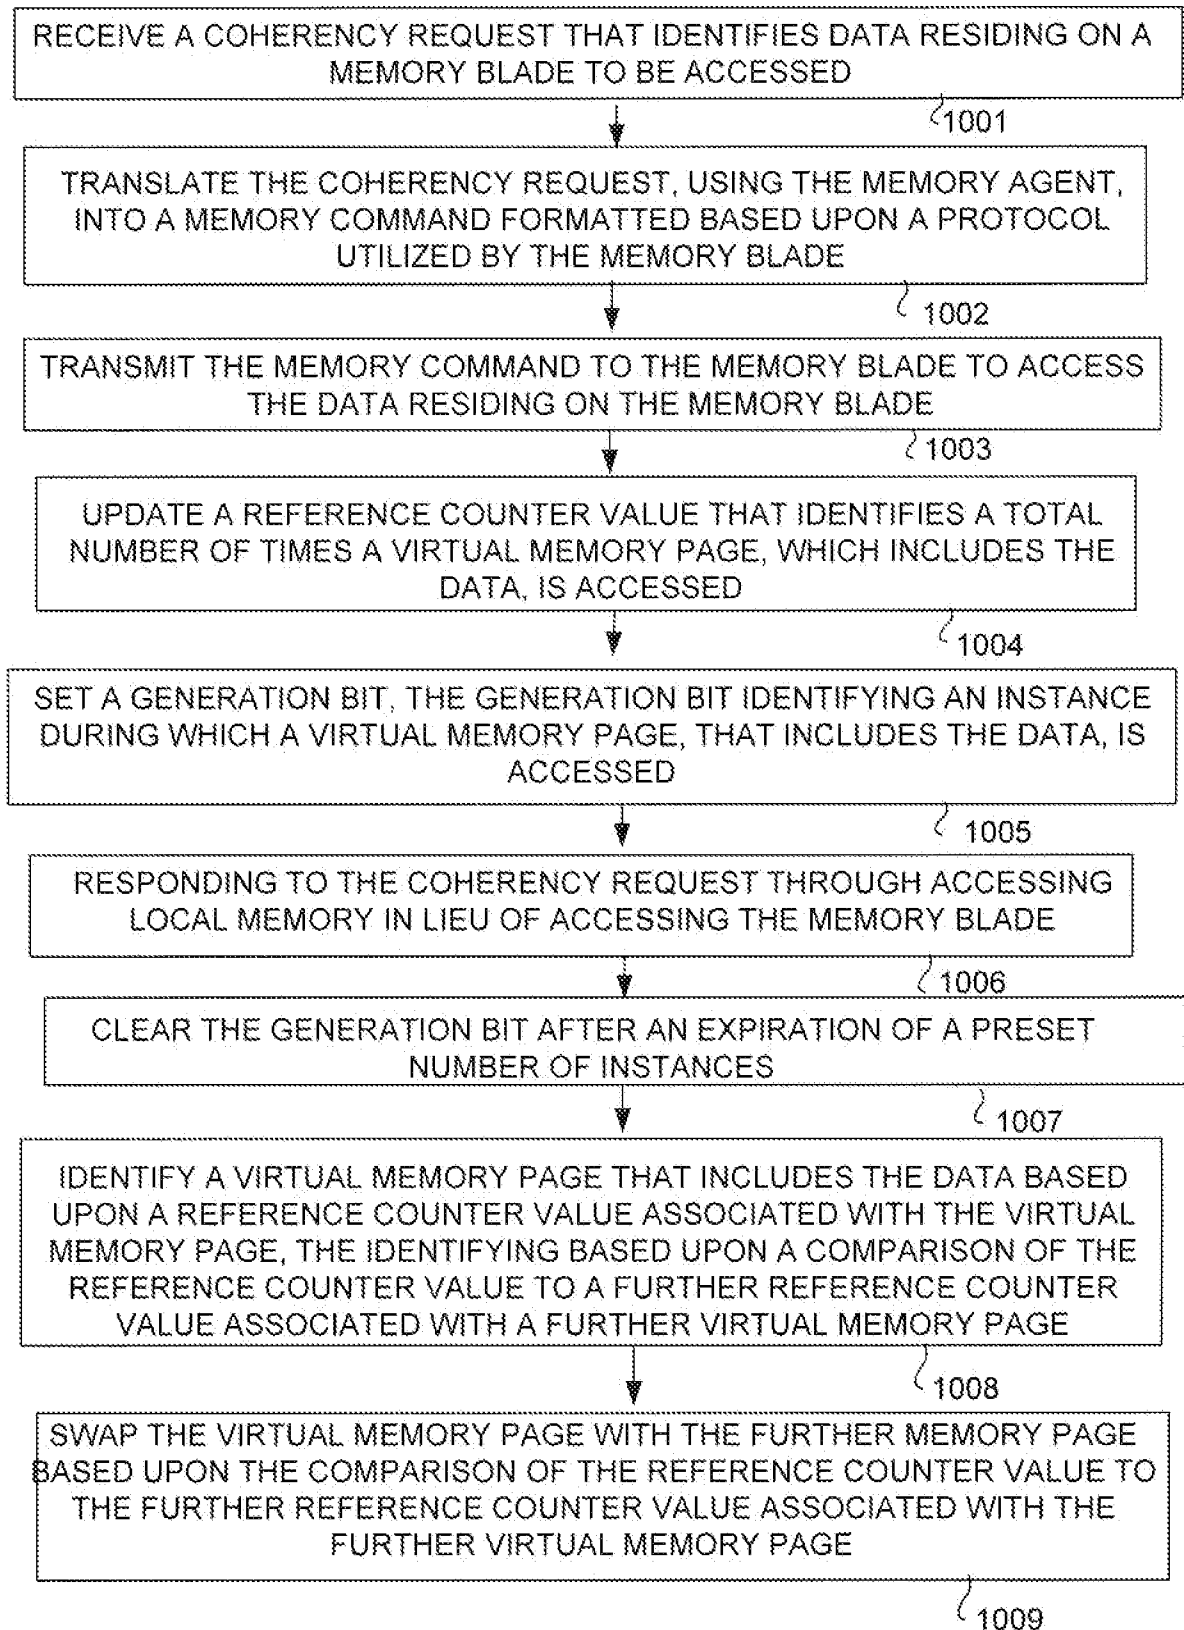 RECEIVE A COHERENCY REQUEST THAT IDENTIFIES DATA RESIDING ON A
MEMORY BLADE TO BE ACCESSED
1001
TRANSLATE THE COHERENCY REQUEST, USING THE MEMORY AGENT,
INTO A MEMORY COMMAND FORMATTED BASED UPON A PROTOCOL
UTILIZED BY THE MEMORY BLADE
1002
TRANSMIT THE MEMORY COMMAND TO THE MEMORY BLADE TO ACCESS
THE DATA RESIDING ON THE MEMORY BLADE
1003
UPDATE A REFERENCE COUNTER VALUE THAT IDENTIFIES A TOTAL
NUMBER OF TIMES A VIRTUAL MEMORY PAGE, WHICH INCLUDES THE
DATA, IS ACCESSED
1004
SET A GENERATION BIT, THE GENERATION BIT IDENTIFYING AN INSTANCE
DURING WHICH A VIRTUAL MEMORY PAGE, THAT INCLUDES THE DATA, IS
ACCESSED
1005
RESPONDING TO THE COHERENCY REQUEST THROUGH ACCESSING
LOCAL MEMORY IN LIEU OF ACCESSING THE MEMORY BLADE
1006
CLEAR THE GENERATION BIT AFTER AN EXPIRATION OF A PRESET
NUMBER OF INSTANCES
1007
IDENTIFY A VIRTUAL MEMORY PAGE THAT INCLUDES THE DATA BASED
UPON A REFERENCE COUNTER VALUE ASSOCIATED WITH THE VIRTUAL
MEMORY PAGE, THE IDENTIFYING BASED UPON A COMPARISON OF THE
REFERENCE COUNTER VALUE TO A FURTHER REFERENCE COUNTER
VALUE ASSOCIATED WITH A FURTHER VIRTUAL MEMORY PAGE
1008
SWAP THE VIRTUAL MEMORY PAGE WITH THE FURTHER MEMORY PAGE
BASED UPON THE COMPARISON OF THE REFERENCE COUNTER VALUE TO
THE FURTHER REFERENCE COUNTER VALUE ASSOCIATED WITH THE
FURTHER VIRTUAL MEMORY PAGE
1009